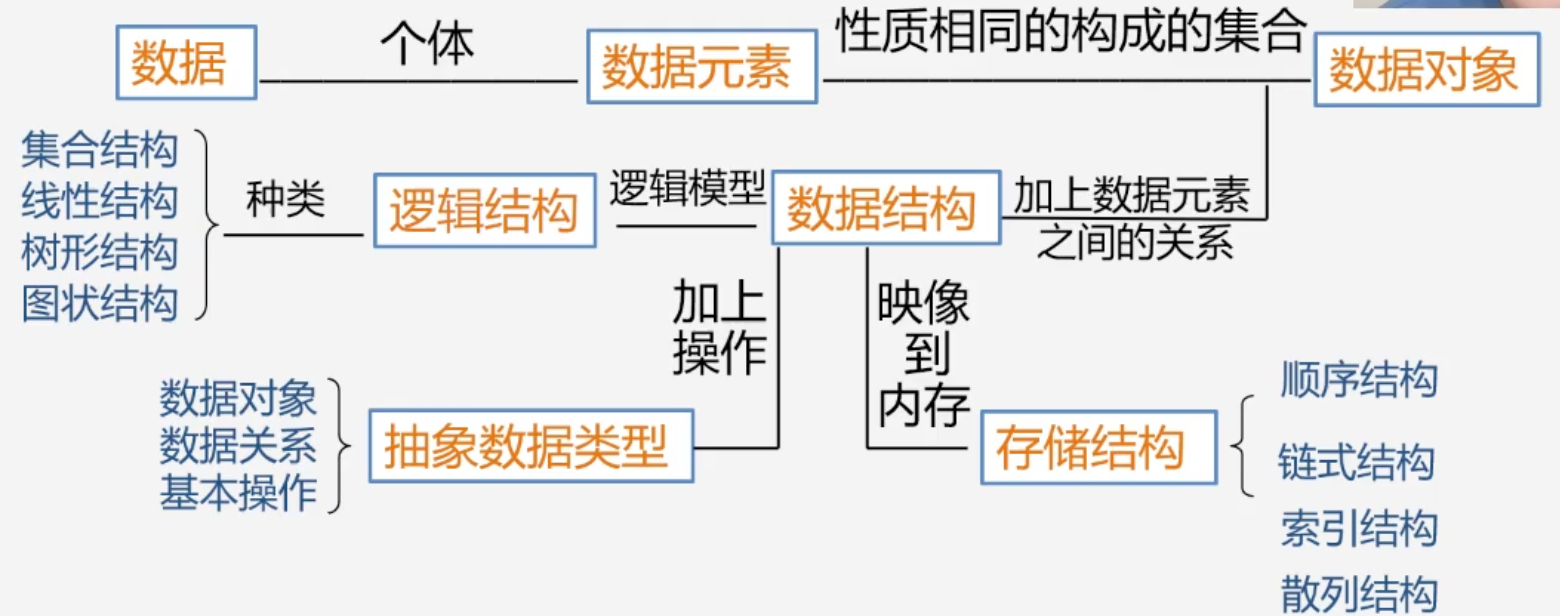 数据
个体
数据元素
性质相同的构成的集合
数据对象
集合结构
线性结构
树形结构
图状结构
种类
逻辑结构
逻辑模型
数据结构
加上数据元素
之间的关系
加上
操作
映像
到
内存
数据对象
数据关系
基本操作
抽象数据类型
存储结构
顺序结构
链式结构
索引结构
散列结构